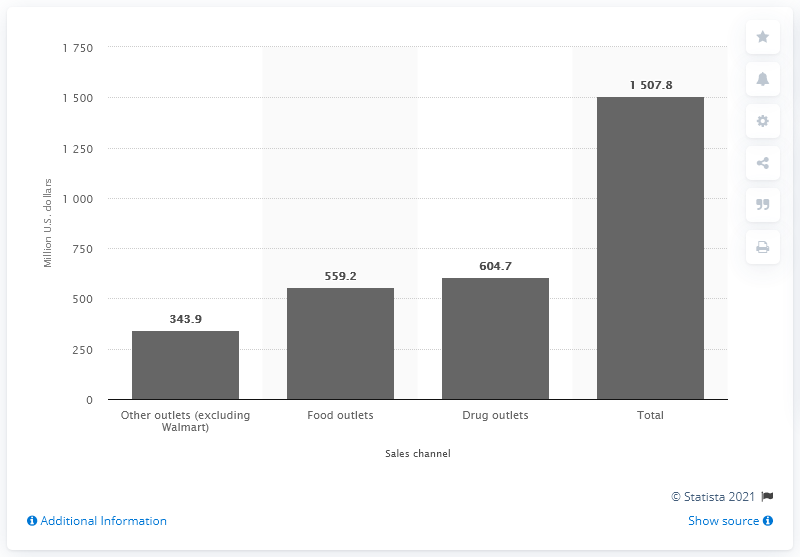 1 750
1 500
1 250
1 000
750
500
250
0
Million U.S. dollars
343.9
559.2
604.7
1 507.8
Other outlets (excluding
Walmart)
Food outlets
Drug outlets
Total
Sales channel
© Statista 2021
Additional Information
Show source